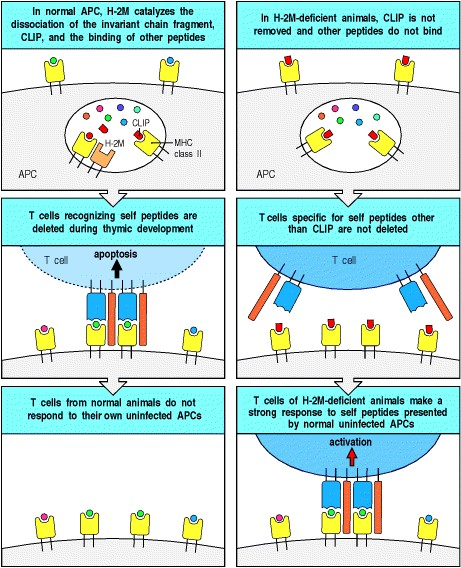 In normal APC, H-2M catalyzes the
dissociation of the invariant chain fragment,
CLIP, and the binding of other peptides
CLIP
H-2M
MHC
class II
APC
In H-2M-deficient animals, CLIP is not
removed and other peptides do not bind
APC
T cells recognizing self peptides are
deleted during thymic development
T cell
apoptosis
T cells specific for self peptides other
than CLIP are not deleted
T cell
T cells from normal animals do not
respond to their own uninfected APCs
T cells of H-2M-deficient animals make a
strong response to self peptides presented
by normal uninfected APCs
activation